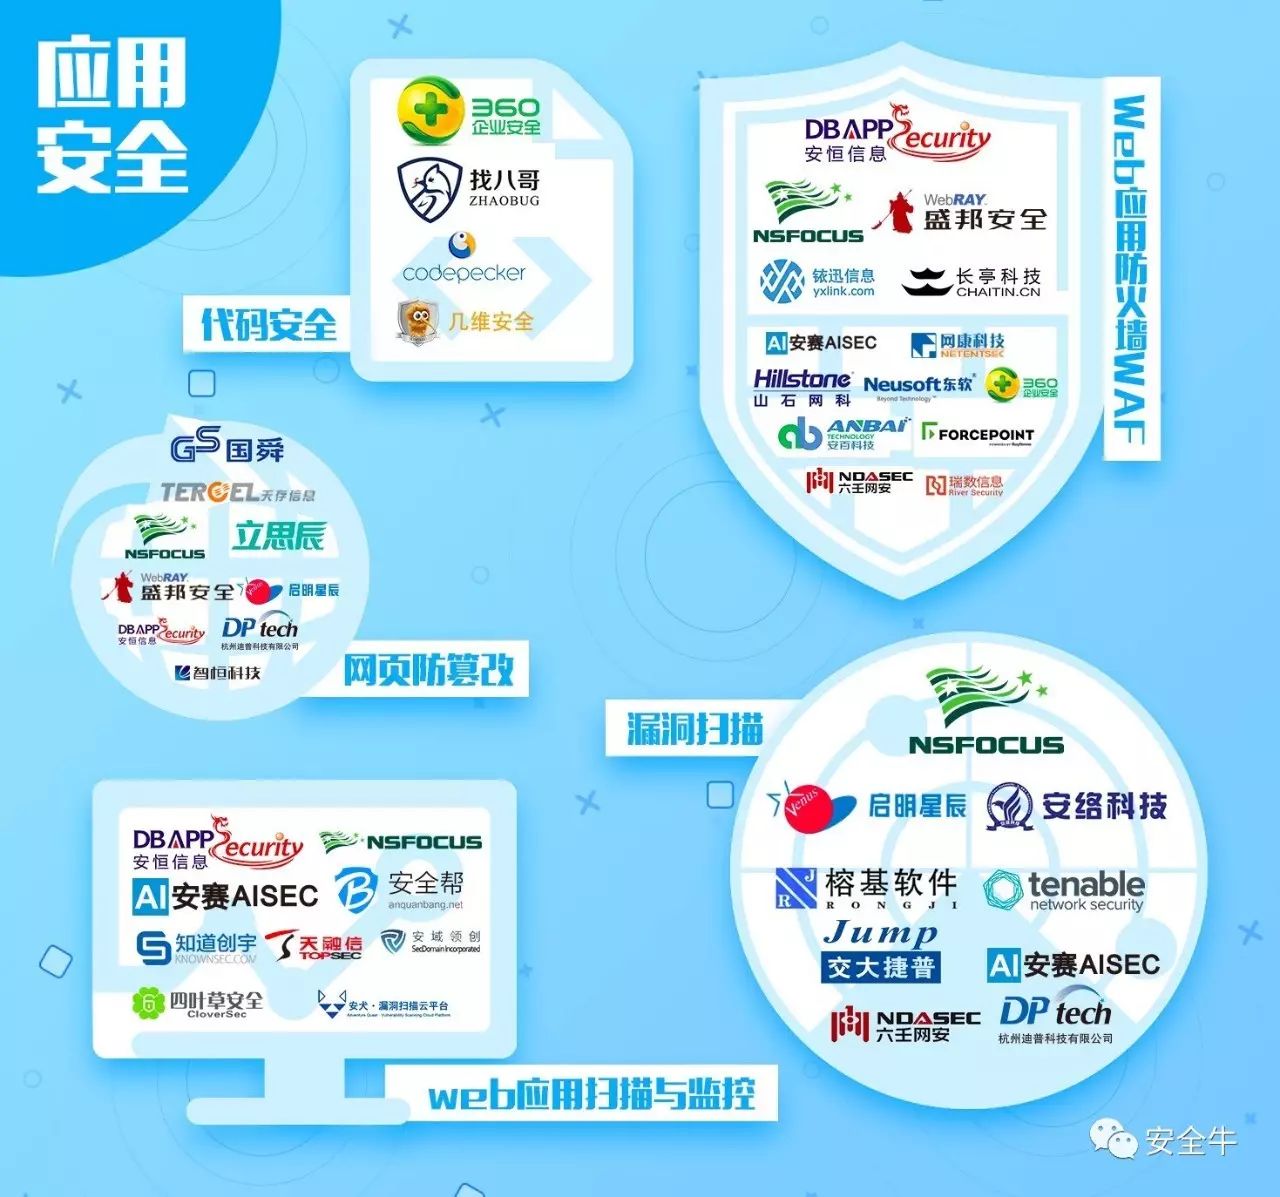 应用
安全
360
企业安全
找八哥
ZHAOBUG
codepecker
几维安全
代码安全
DBAPPSecurity
安恒信息
NSFOCUS
WebRAY
盛邦安全
铱迅信息
yxlink.com
长亭科技
CHAITIN.CN
AI安赛AISEC
网康科技
NETENTSEC
Hillstone
山石网科
Neusoft东软
Beyond Technology
360
企业安全
ANBAI
TECHNOLOGY
安百科技
FORCEPOINT
NDASEC
六壬网安
瑞数信息
River Security
Web应用防火墙WAF
GS国舜
TERCEL天存信息
NSFOCUS
立思辰
WebRAY
盛邦安全
Venus
启明星辰
DBAPPSecurity
安恒信息
DPtech
杭州迪普科技有限公司
智恒科技
网页防篡改
漏洞扫描
NSFOCUS
Venus
启明星辰
安络科技
RJ
榕基软件
RONGJI
tenable
network security
Jump
交大捷普
AI安赛AISEC
NDASEC
六壬网安
DPtech
杭州迪普科技有限公司
DBAPPSecurity
安恒信息
NSFOCUS
AI安赛AISEC
安全帮
anquanbang.net
知道创宇
KNOWNSEC.COM
天融信
TOPSEC
安域领创
SecDomain Incorporated
四叶草安全
CloverSec
安犬·漏洞扫描云平台
web应用扫描与监控
安全牛